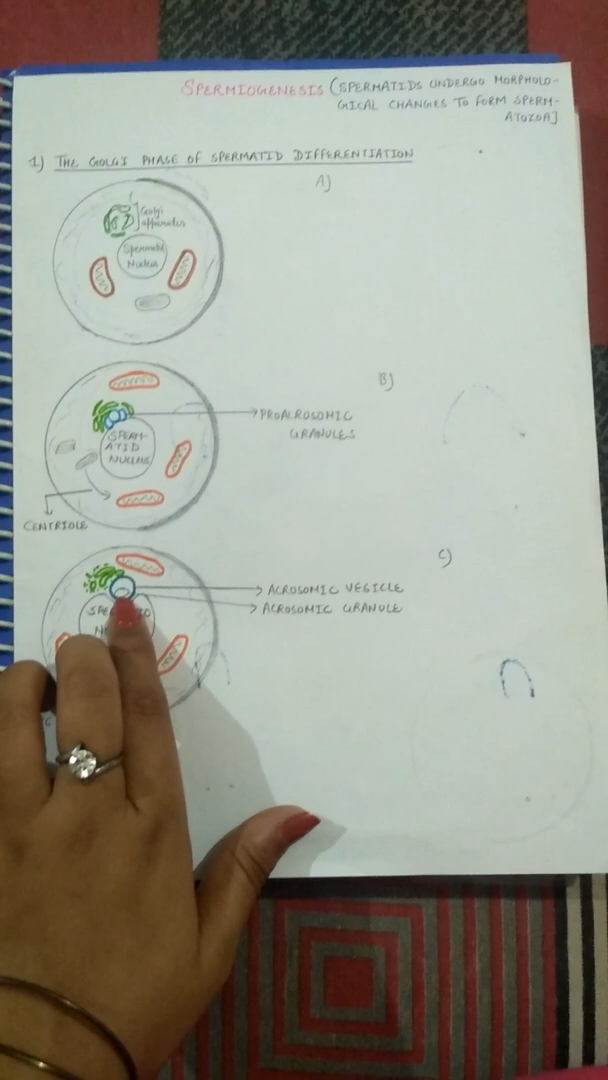 SPERMIOGENESIS (SPERMATIDS UNDERGO MORPHOLO-
GICAL CHANGES TO FORM SPERM-
ATOZOA]
1) THE GOLGI PHASE OF SPERMATID DIFFERENTIATION
A)
Golgi
apparatus
Spermatid
Nucleus
B)
PROACROSOMIC
GRANULES
SPERM-
ATID
NUCLEUS
CENTRIOLE
C)
ACROSOMIC VESICLE
ACROSOMIC GRANULE